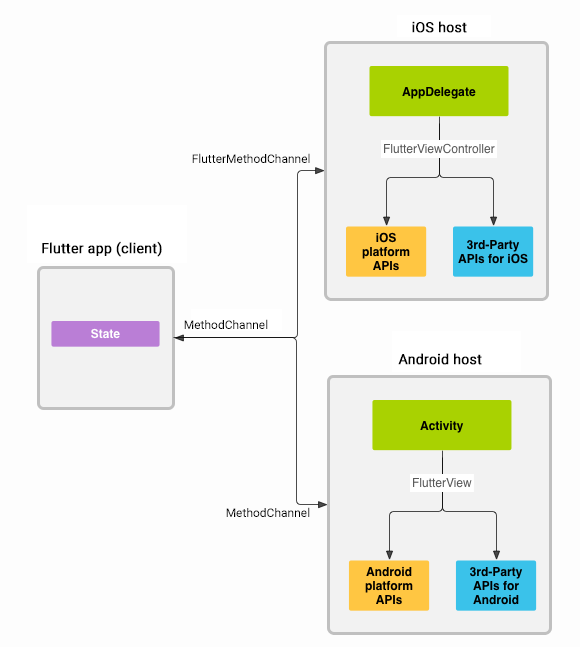 iOS host
AppDelegate
FlutterViewController
FlutterMethodChannel
iOS
platform
APIs
3rd-Party
APIs for iOS
Flutter app (client)
State
MethodChannel
Android host
Activity
FlutterView
MethodChannel
Android
platform
APIs
3rd-Party
APIs for
Android